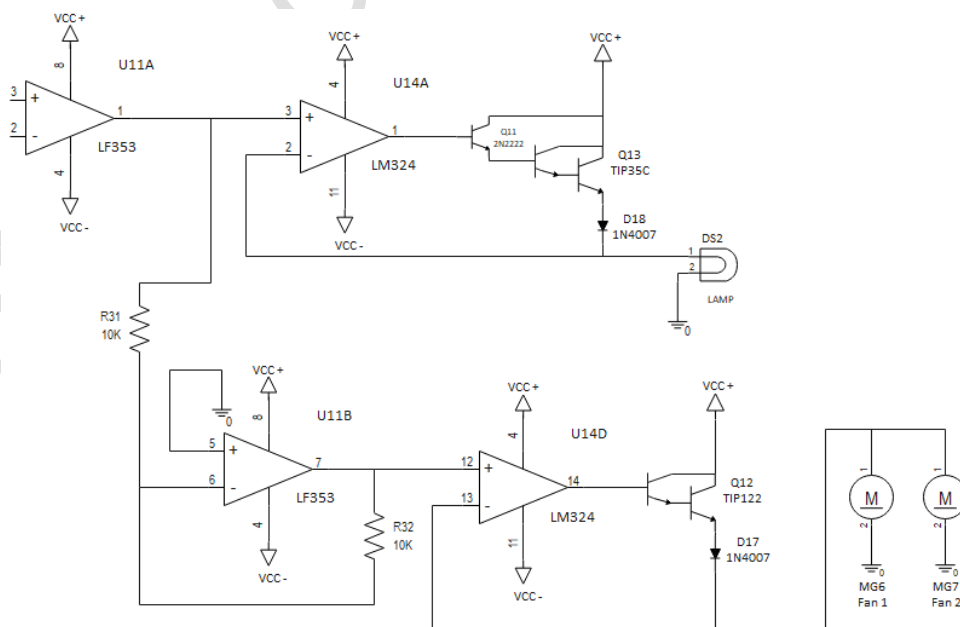 VCC+
VCC+
VCC+
8
U11A
4
U14A
3
+
2
-
1
LF353
4
VCC-
3
+
2
-
1
LM324
11
VCC-
Q11
2N2222
Q13
TIP35C
D18
1N4007
DS2
1
2
LAMP
0
R31
10K
VCC+
VCC+
VCC+
0
8
U11B
4
U14D
5
+
6
-
7
LF353
4
VCC-
R32
10K
12
+
13
-
14
LM324
11
VCC-
Q12
TIP122
D17
1N4007
1
M
2
0
MG6
Fan 1
1
M
2
0
MG7
Fan 2